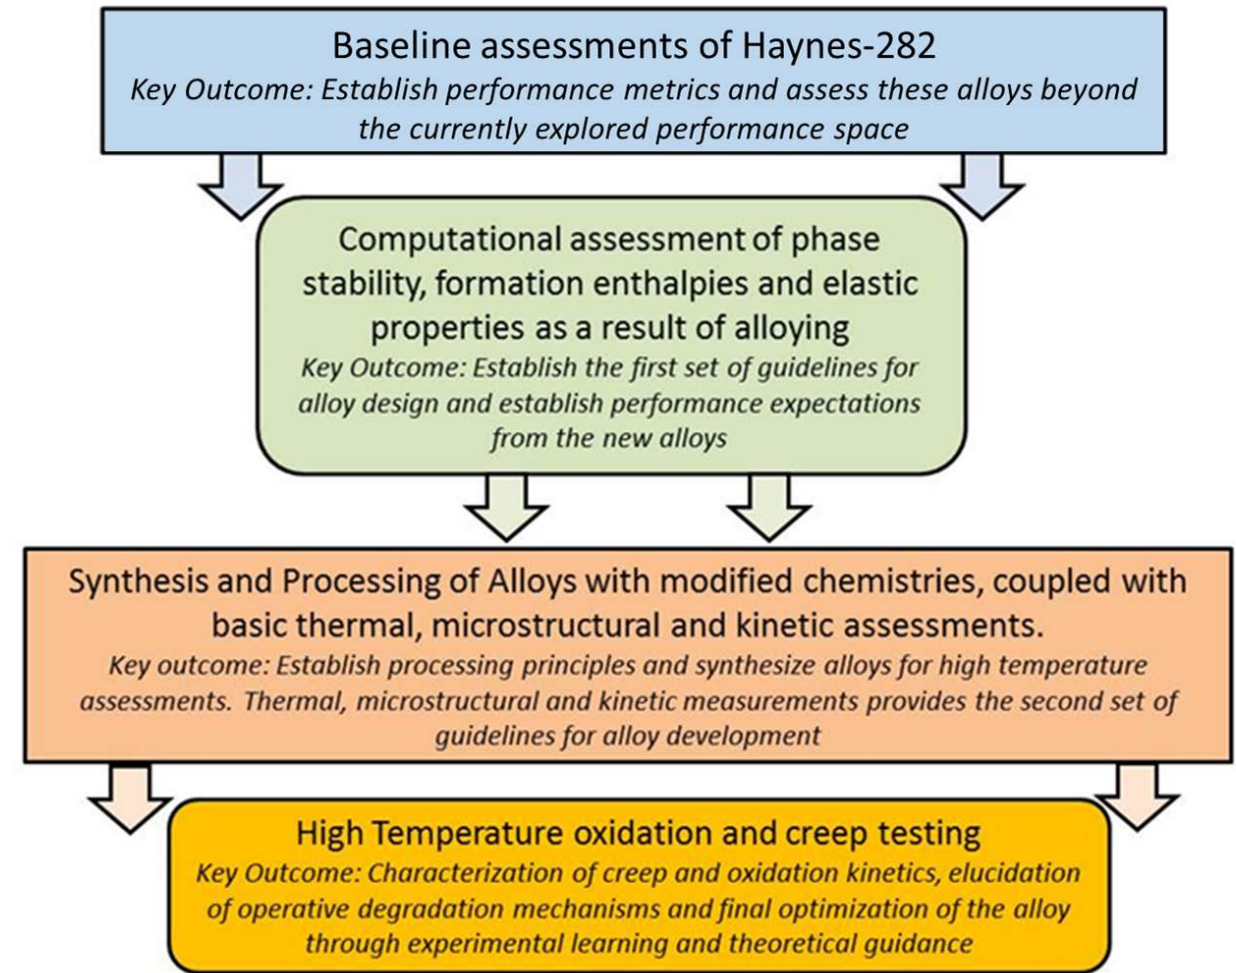 Baseline assessments of Haynes-282
Key Outcome: Establish performance metrics and assess these alloys beyond
the currently explored performance space
Computational assessment of phase
stability, formation enthalpies and elastic
properties as a result of alloying
Key Outcome: Establish the first set of guidelines for
alloy design and establish performance expectations
from the new alloys
Synthesis and Processing of Alloys with modified chemistries, coupled with
basic thermal, microstructural and kinetic assessments.
Key outcome: Establish processing principles and synthesize alloys for high temperature
assessments. Thermal, microstructural and kinetic measurements provides the second set of
guidelines for alloy development
High Temperature oxidation and creep testing
Key Outcome: Characterization of creep and oxidation kinetics, elucidation
of operative degradation mechanisms and final optimization of the alloy
through experimental learning and theoretical guidance